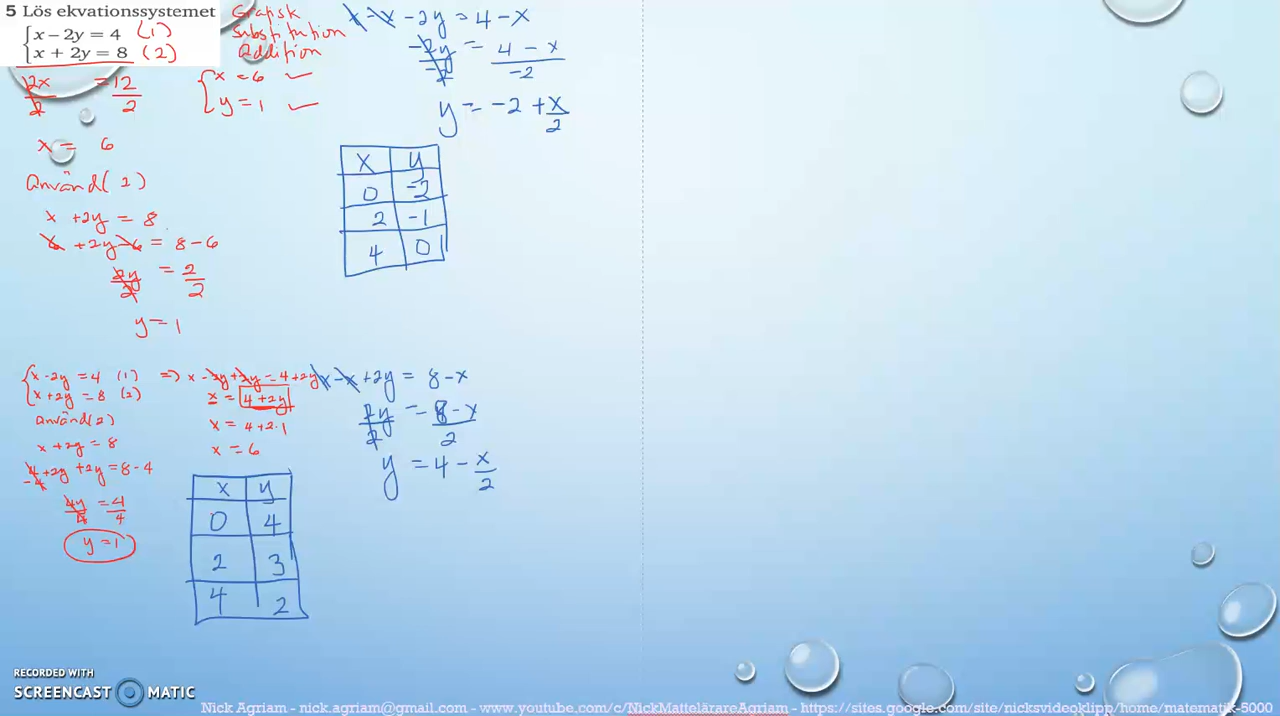 5 Lös ekvationssystemet
x − 2y = 4 (1)
x + 2y = 8 (2)
2x/2 = 12/2
x = 6
Använd (2)
x + 2y = 8
6 + 2y − 6 = 8 − 6
2y/2 = 2/2
y = 1
Grafisk
Substitution
Addition
x = 6 ✓
y = 1 ✓
x − x − 2y = 4 − x
−2y/−2 = 4 − x/−2
y = −2 + x/2
x y
0 −2
2 −1
4 0
x − 2y = 4 (1) => x − 2y + 2y = 4 + 2y
x + 2y = 8 (2)
x = 4 + 2y
Använd (2)
x = 4 + 2·1
x + 2y = 8
x = 6
4 + 2y + 2y = 8 − 4
−4
4y/4 = 4/4
y = 1
x − x + 2y = 8 − x
2y/2 = 8 − x/2
y = 4 − x/2
x y
0 4
2 3
4 2
RECORDED WITH
SCREENCAST MATIC
Nick Agriam - nick.agriam@gmail.com - www.youtube.com/c/NickMattelärareAgriam - https://sites.google.com/site/nicksvideoklipp/home/matematik-5000